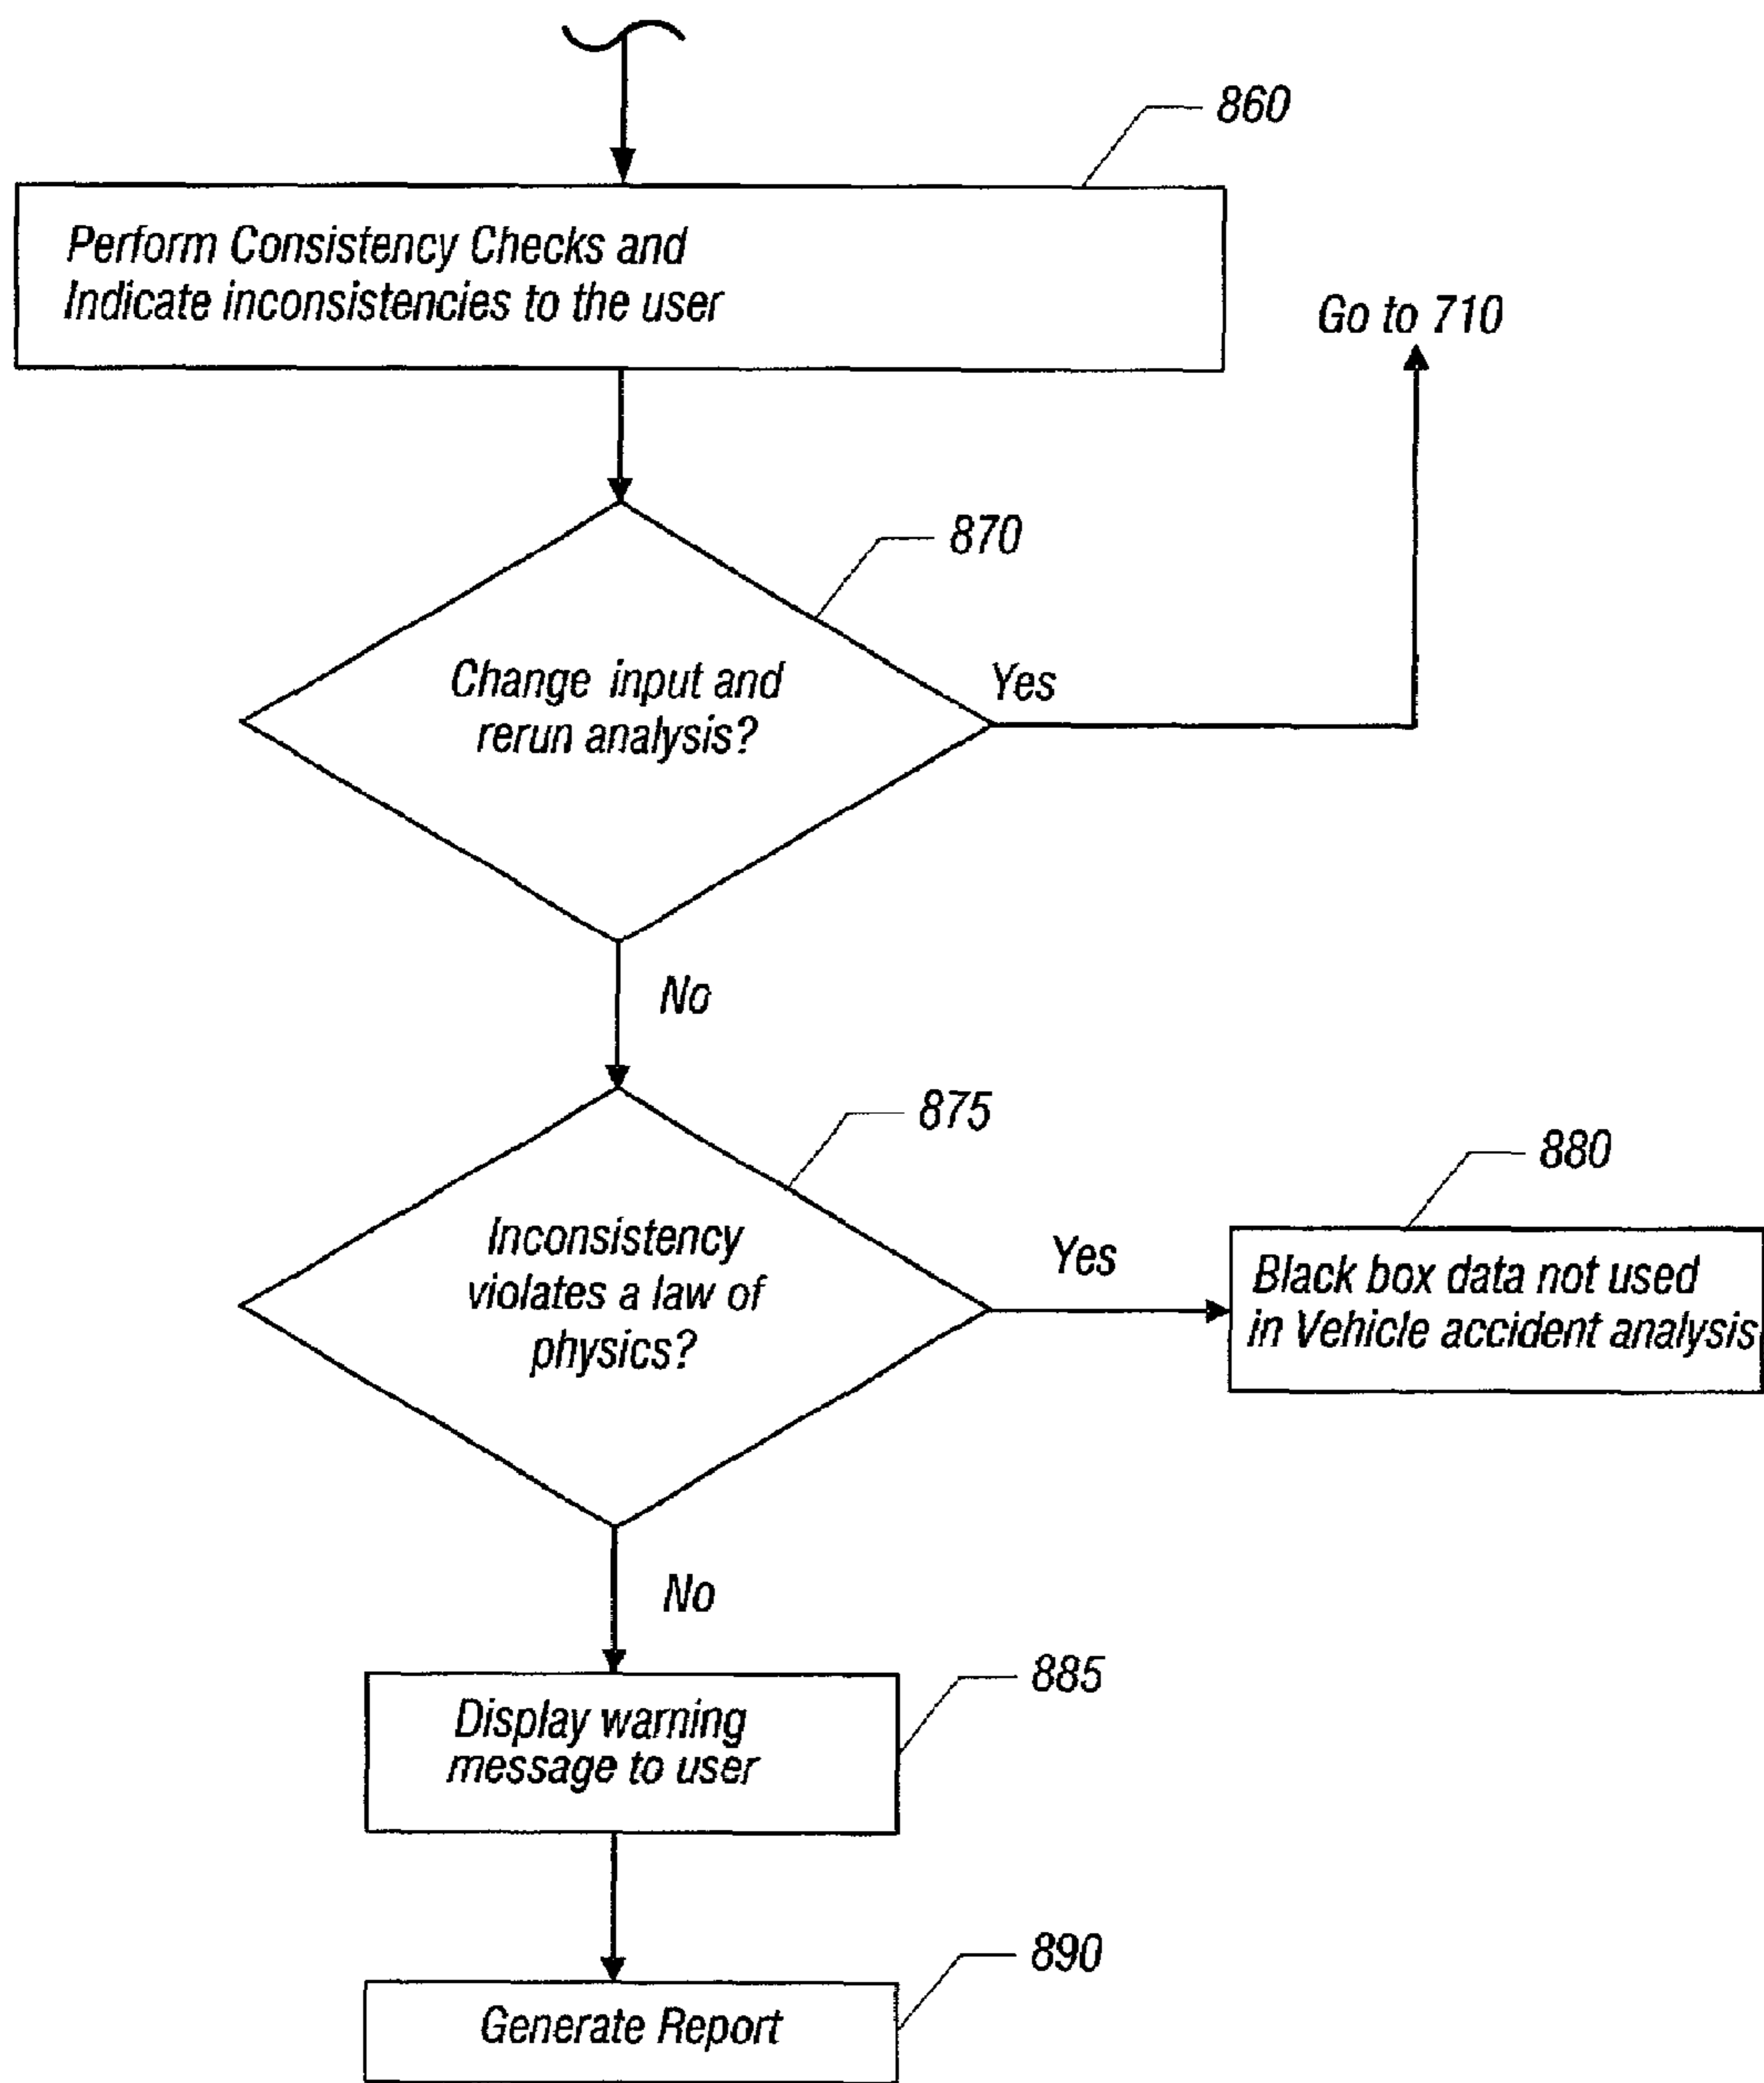 860
Perform Consistency Checks and
Indicate inconsistencies to the user
Go to 710
870
Change input and
rerun analysis?
Yes
No
875
Inconsistency
violates a law of
physics?
Yes
880
Black box data not used
in Vehicle accident analysis
No
885
Display warning
message to user
890
Generate Report